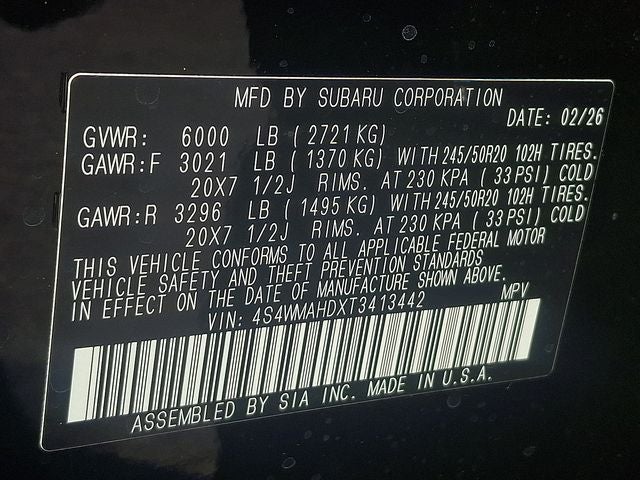 MFD BY SUBARU CORPORATION
DATE: 02/26
GVWR: 6000 LB ( 2721 KG)
GAWR:F 3021 LB ( 1370 KG) WITH 245/50R20 102H TIRES.
20X7 1/2J RIMS. AT 230 KPA ( 33 PSI) COLD
GAWR:R 3296 LB ( 1495 KG) WITH 245/50R20 102H TIRES.
20X7 1/2J RIMS. AT 230 KPA ( 33 PSI) COLD
THIS VEHICLE CONFORMS TO ALL APPLICABLE FEDERAL MOTOR
VEHICLE SAFETY AND THEFT PREVENTION STANDARDS
IN EFFECT ON THE DATE OF MANUFACTURE SHOWN ABOVE.
VIN: 4S4WMAHDXT3413442 MPV
ASSEMBLED BY SIA INC. MADE IN U.S.A.